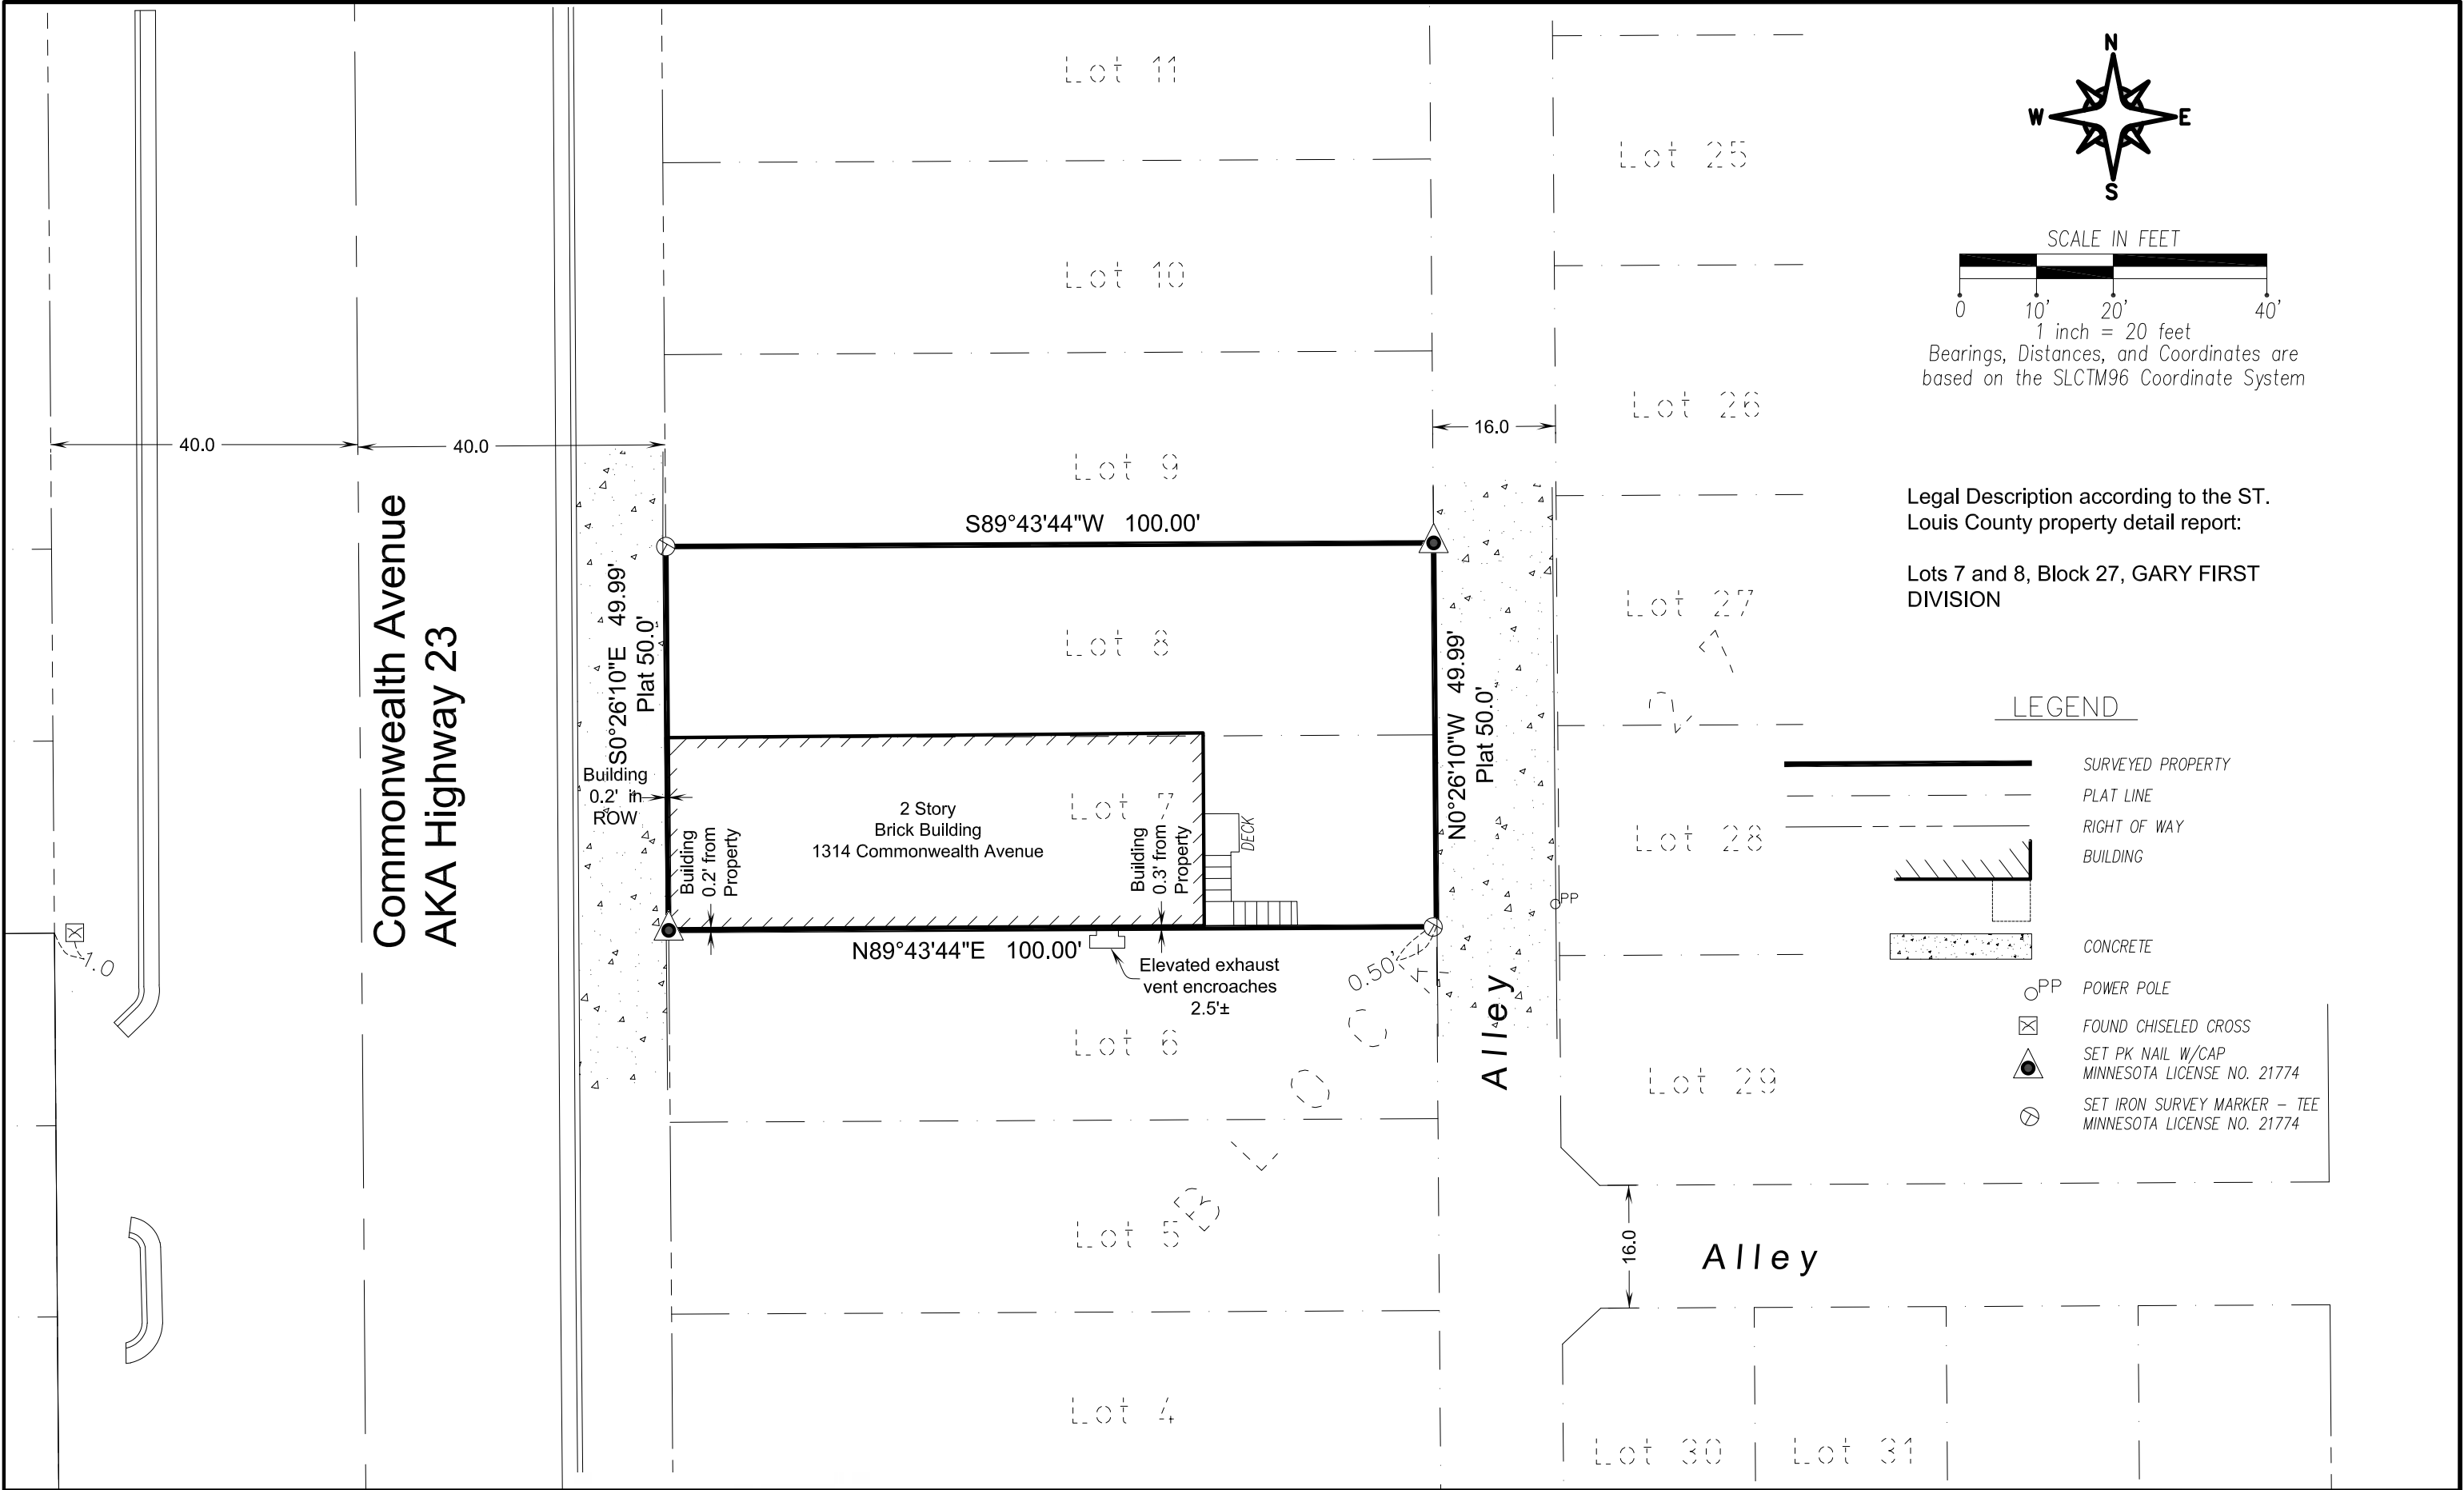 Lot 11
Lot 10
Lot 9
Lot 8
Lot 7
Lot 6
Lot 5
Lot 4
Lot 25
Lot 26
Lot 27
Lot 28
Lot 29
Lot 30
Lot 31
BLOCK 27
N
W
E
S
SCALE IN FEET
0 10' 20' 40'
1 inch = 20 feet
Bearings, Distances, and Coordinates are
based on the SLCTM96 Coordinate System
40.0
40.0
16.0
Commonwealth Avenue
AKA Highway 23
S89°43'44"W 100.00'
S0°26'10"E 49.99'
Plat 50.0'
N0°26'10"W 49.99'
Plat 50.0'
N89°43'44"E 100.00'
Building
0.2' in
ROW
Building
0.2' from
Property
2 Story
Brick Building
1314 Commonwealth Avenue
Building
0.3' from
Property
DECK
Elevated exhaust
vent encroaches
2.5'±
0.50'
1.0
PP
Alley
16.0
Alley
Legal Description according to the ST.
Louis County property detail report:
Lots 7 and 8, Block 27, GARY FIRST
DIVISION
LEGEND
SURVEYED PROPERTY
PLAT LINE
RIGHT OF WAY
BUILDING
CONCRETE
PP POWER POLE
FOUND CHISELED CROSS
SET PK NAIL W/CAP
MINNESOTA LICENSE NO. 21774
SET IRON SURVEY MARKER – TEE
MINNESOTA LICENSE NO. 21774